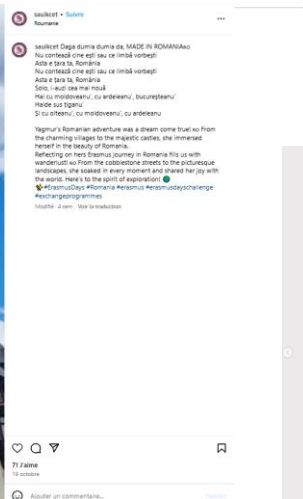 saulkcet • Suivre
Roumanie
saulkcet Daga dumia dumia da, MADE IN ROMANIA
Nu contează cine ești sau ce limbă vorbești
Asta e țara ta, România
Nu contează cine ești sau ce limbă vorbești
Asta e țara ta, România
Solo, i-auzi cea mai nouă
Hai cu moldoveanu', cu ardeleanu', bucureșteanu'
Haide sus țiganu'
Și cu olteanu', cu moldoveanu', cu ardeleanu
Yagmur's Romanian adventure was a dream come true! From
the charming villages to the majestic castles, she immersed
herself in the beauty of Romania.
Reflecting on hers Erasmus journey in Romania fills us with
wanderlust! From the cobblestone streets to the picturesque
landscapes, she soaked in every moment and shared her joy with
the world. Here's to the spirit of exploration!
#ErasmusDays #Romania #erasmus #erasmusdayschallenge
#exchangeprogrammes
Modifié · 4 sem Voir la traduction
71 J'aime
19 octobre
Ajouter un commentaire...